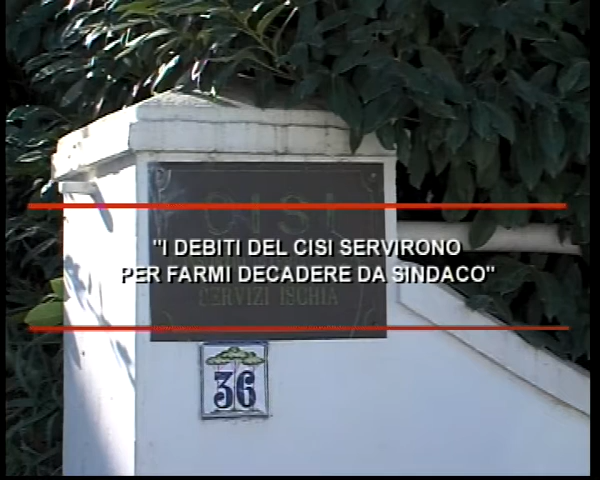 CISI
"I DEBITI DEL CISI SERVIRONO
PER FARMI DECADERE DA SINDACO"
SERVIZI ISCHIA
36